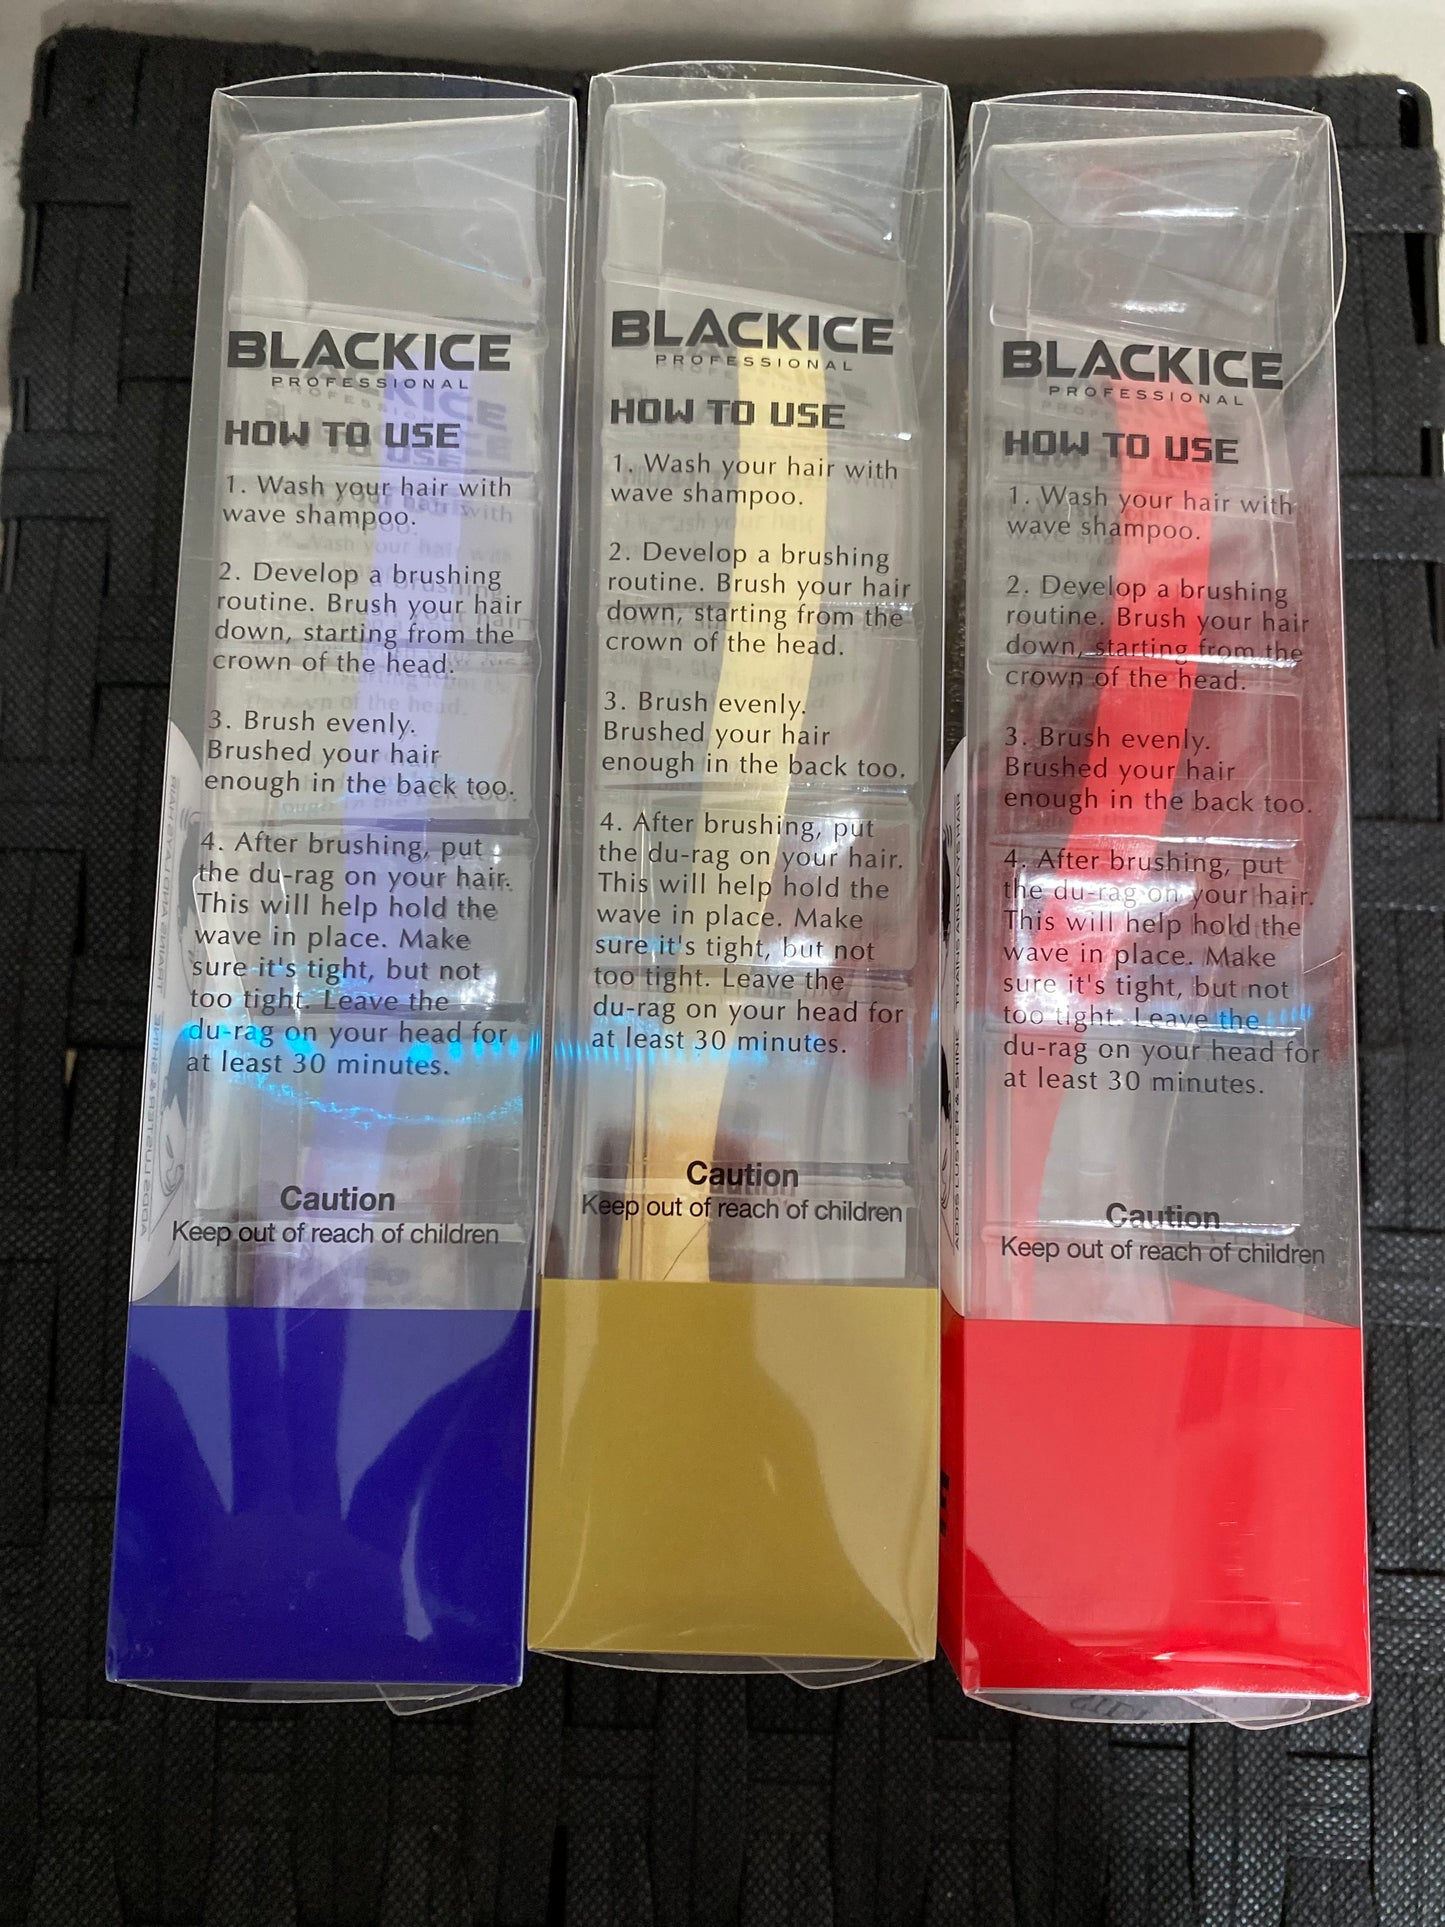 BLACKICE
PROFESSIONAL
HOW TO USE
1. Wash your hair with
wave shampoo.
2. Develop a brushing
routine. Brush your hair
down, starting from the
crown of the head.
3. Brush evenly.
Brushed your hair
enough in the back too.
4. After brushing, put
the du-rag on your hair.
This will help hold the
wave in place. Make
sure it's tight, but not
too tight. Leave the
du-rag on your head for
at least 30 minutes.
Caution
Keep out of reach of children
BLACKICE
PROFESSIONAL
HOW TO USE
1. Wash your hair with
wave shampoo.
2. Develop a brushing
routine. Brush your hair
down, starting from the
crown of the head.
3. Brush evenly.
Brushed your hair
enough in the back too.
4. After brushing, put
the du-rag on your hair.
This will help hold the
wave in place. Make
sure it's tight, but not
too tight. Leave the
du-rag on your head for
at least 30 minutes.
Caution
Keep out of reach of children
BLACKICE
PROFESSIONAL
HOW TO USE
1. Wash your hair with
wave shampoo.
2. Develop a brushing
routine. Brush your hair
down, starting from the
crown of the head.
3. Brush evenly.
Brushed your hair
enough in the back too.
4. After brushing, put
the du-rag on your hair.
This will help hold the
wave in place. Make
sure it's tight, but not
too tight. Leave the
du-rag on your head for
at least 30 minutes.
Caution
Keep out of reach of children
TRAINS AND LAYS HAIR
ADDS LUSTER & SHINE